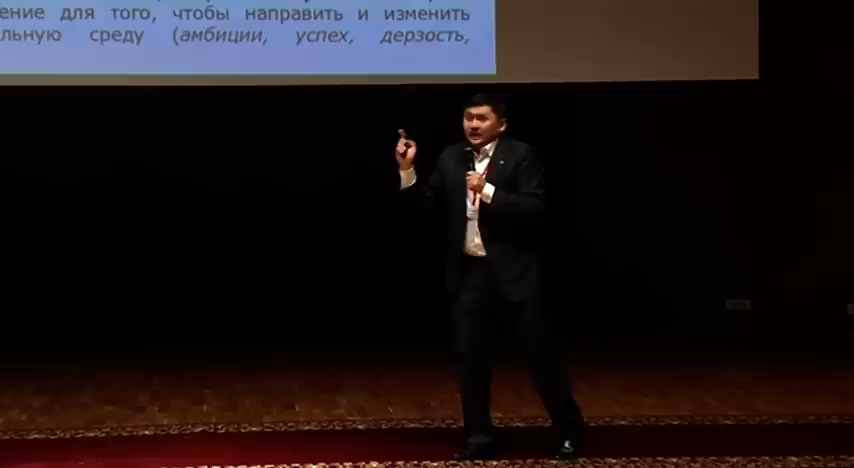 ение для того, чтобы направить и изменить
льную среду (амбиции, успех, дерзость,